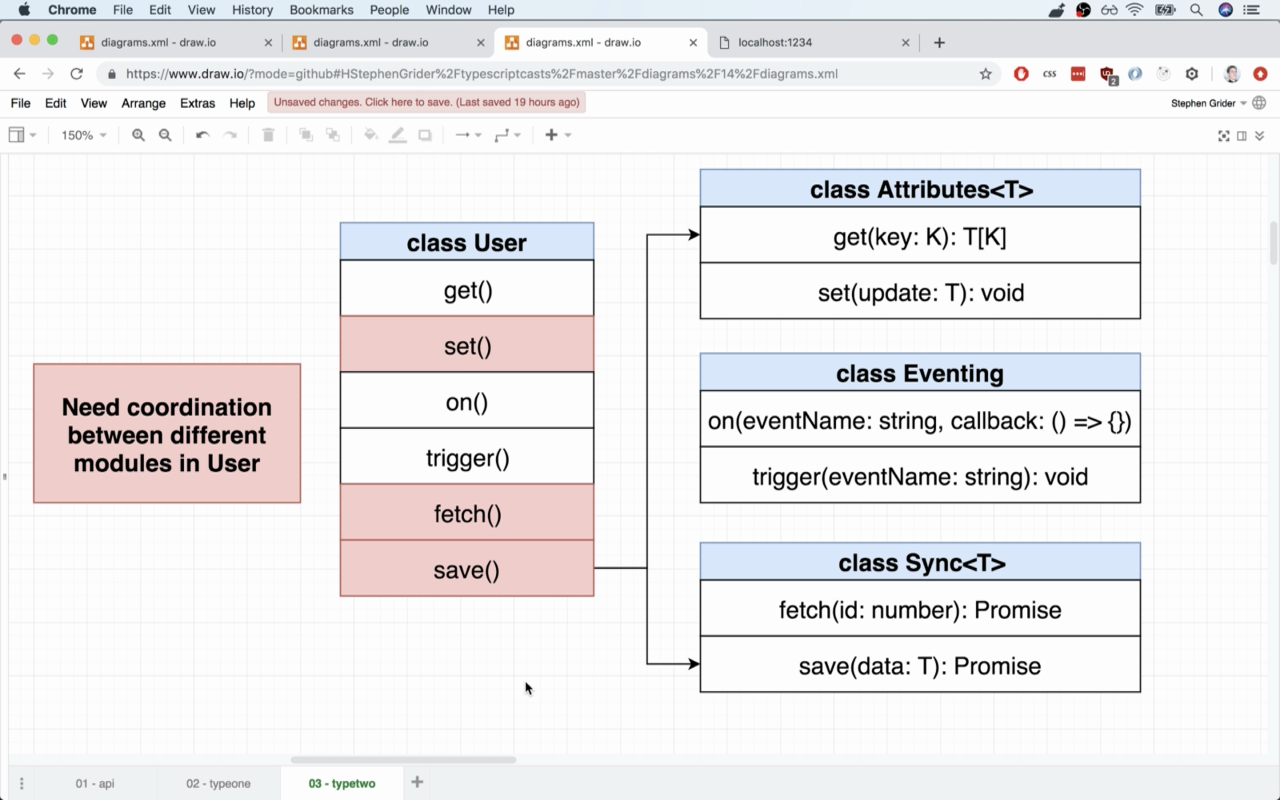 Chrome File Edit View History Bookmarks People Window Help
diagrams.xml - draw.io
diagrams.xml - draw.io
diagrams.xml - draw.io
localhost:1234
https://www.draw.io/?mode=github#HStephenGrider%2Ftypescriptcasts%2Fmaster%2Fdiagrams%2F14%2Fdiagrams.xml
CSS
2
File Edit View Arrange Extras Help
Unsaved changes. Click here to save. (Last saved 19 hours ago)
Stephen Grider
150%
Need coordination
between different
modules in User
class User
get()
set()
on()
trigger()
fetch()
save()
class Attributes<T>
get(key: K): T[K]
set(update: T): void
class Eventing
on(eventName: string, callback: () => {})
trigger(eventName: string): void
class Sync<T>
fetch(id: number): Promise
save(data: T): Promise
01 - api
02 - typeone
03 - typetwo